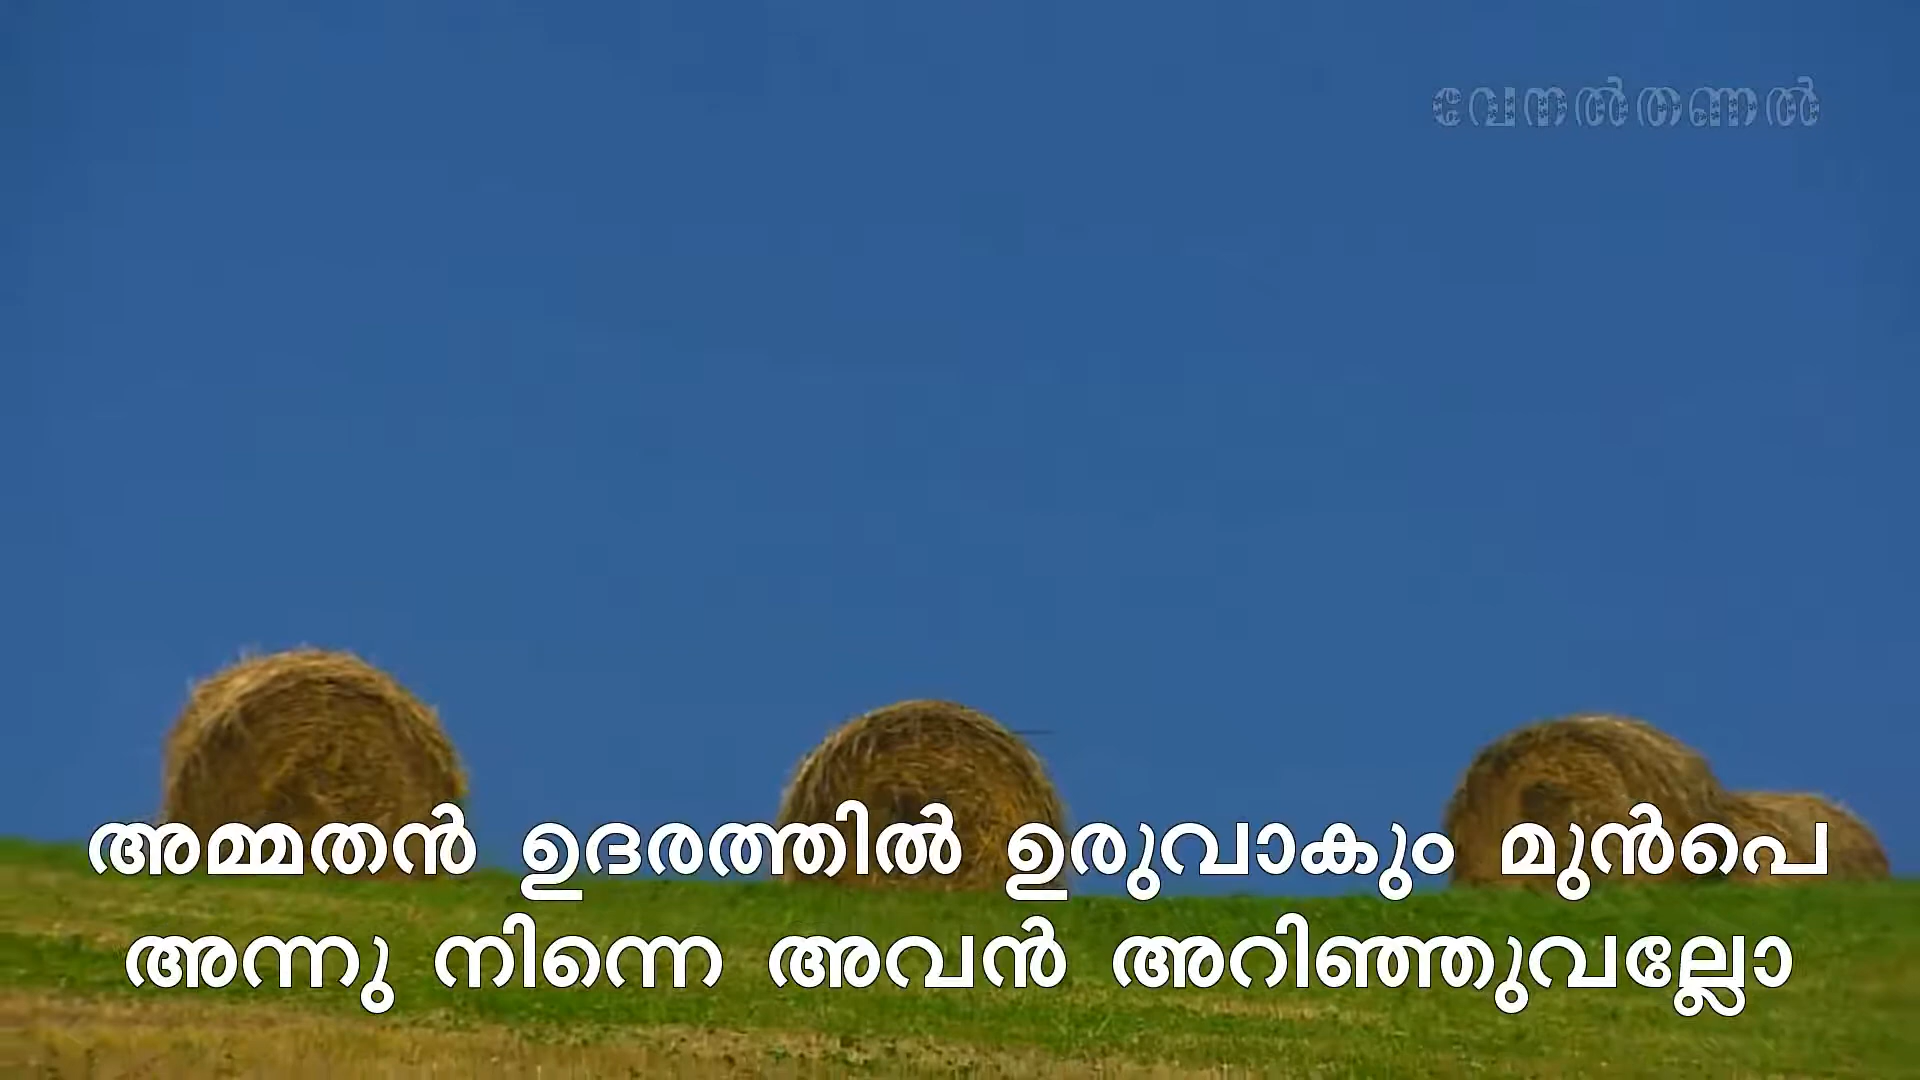 വേനൽതണൽ
അമ്മതൻ ഉദരത്തിൽ ഉരുവാകും മുൻപെ
അന്നു നിന്നെ അവൻ അറിഞ്ഞുവല്ലോ